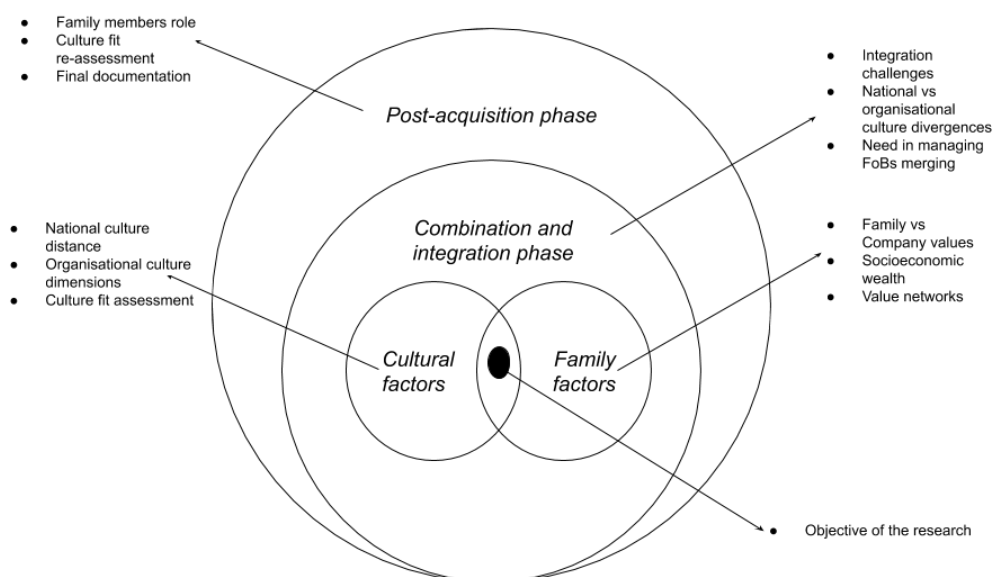 ● Family members role
● Culture fit
re-assessment
● Final documentation
Post-acquisition phase
● Integration
challenges
● National vs
organisational
culture divergences
● Need in managing
FoBs merging
● National culture
distance
● Organisational culture
dimensions
● Culture fit assessment
Combination and
integration phase
● Family vs
Company values
● Socioeconomic
wealth
● Value networks
Cultural
factors
Family
factors
● Objective of the research